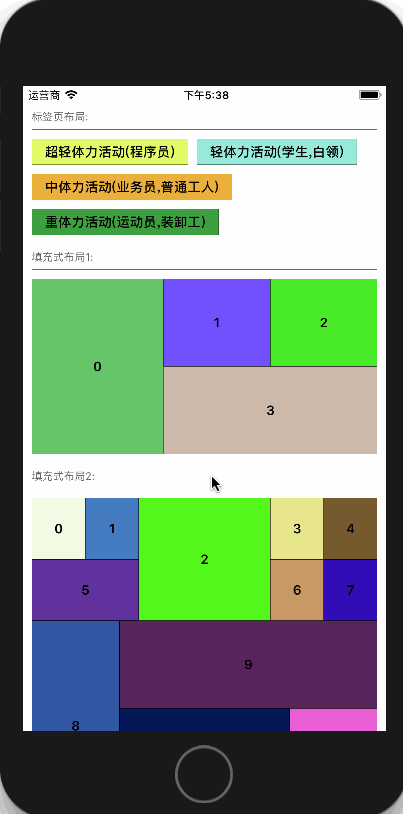 运营商 下午5:38
标签页布局:
超轻体力活动(程序员) 轻体力活动(学生,白领)
中体力活动(业务员,普通工人)
重体力活动(运动员,装卸工)
填充式布局1:
1 2
0
3
填充式布局2:
0 1 3 4
2
5 6 7
9
8